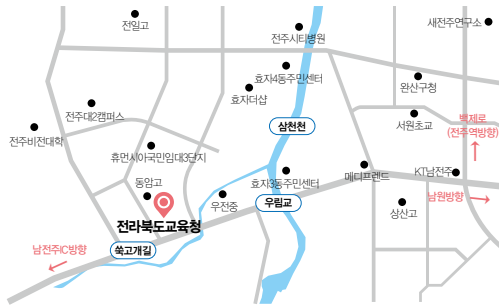 전일고
전주시티병원
새전주연구소
효자4동주민센터
효자더샵
완산구청
전주대2캠퍼스
전주비전대학
삼천천
서원초교
백제로
(전주역방향)
휴먼시아국민임대3단지
메디프렌드
KT남전주
동암고
효자3동주민센터
우전중
우림교
상산고
남원방향
전라북도교육청
쑥고개길
남전주IC방향